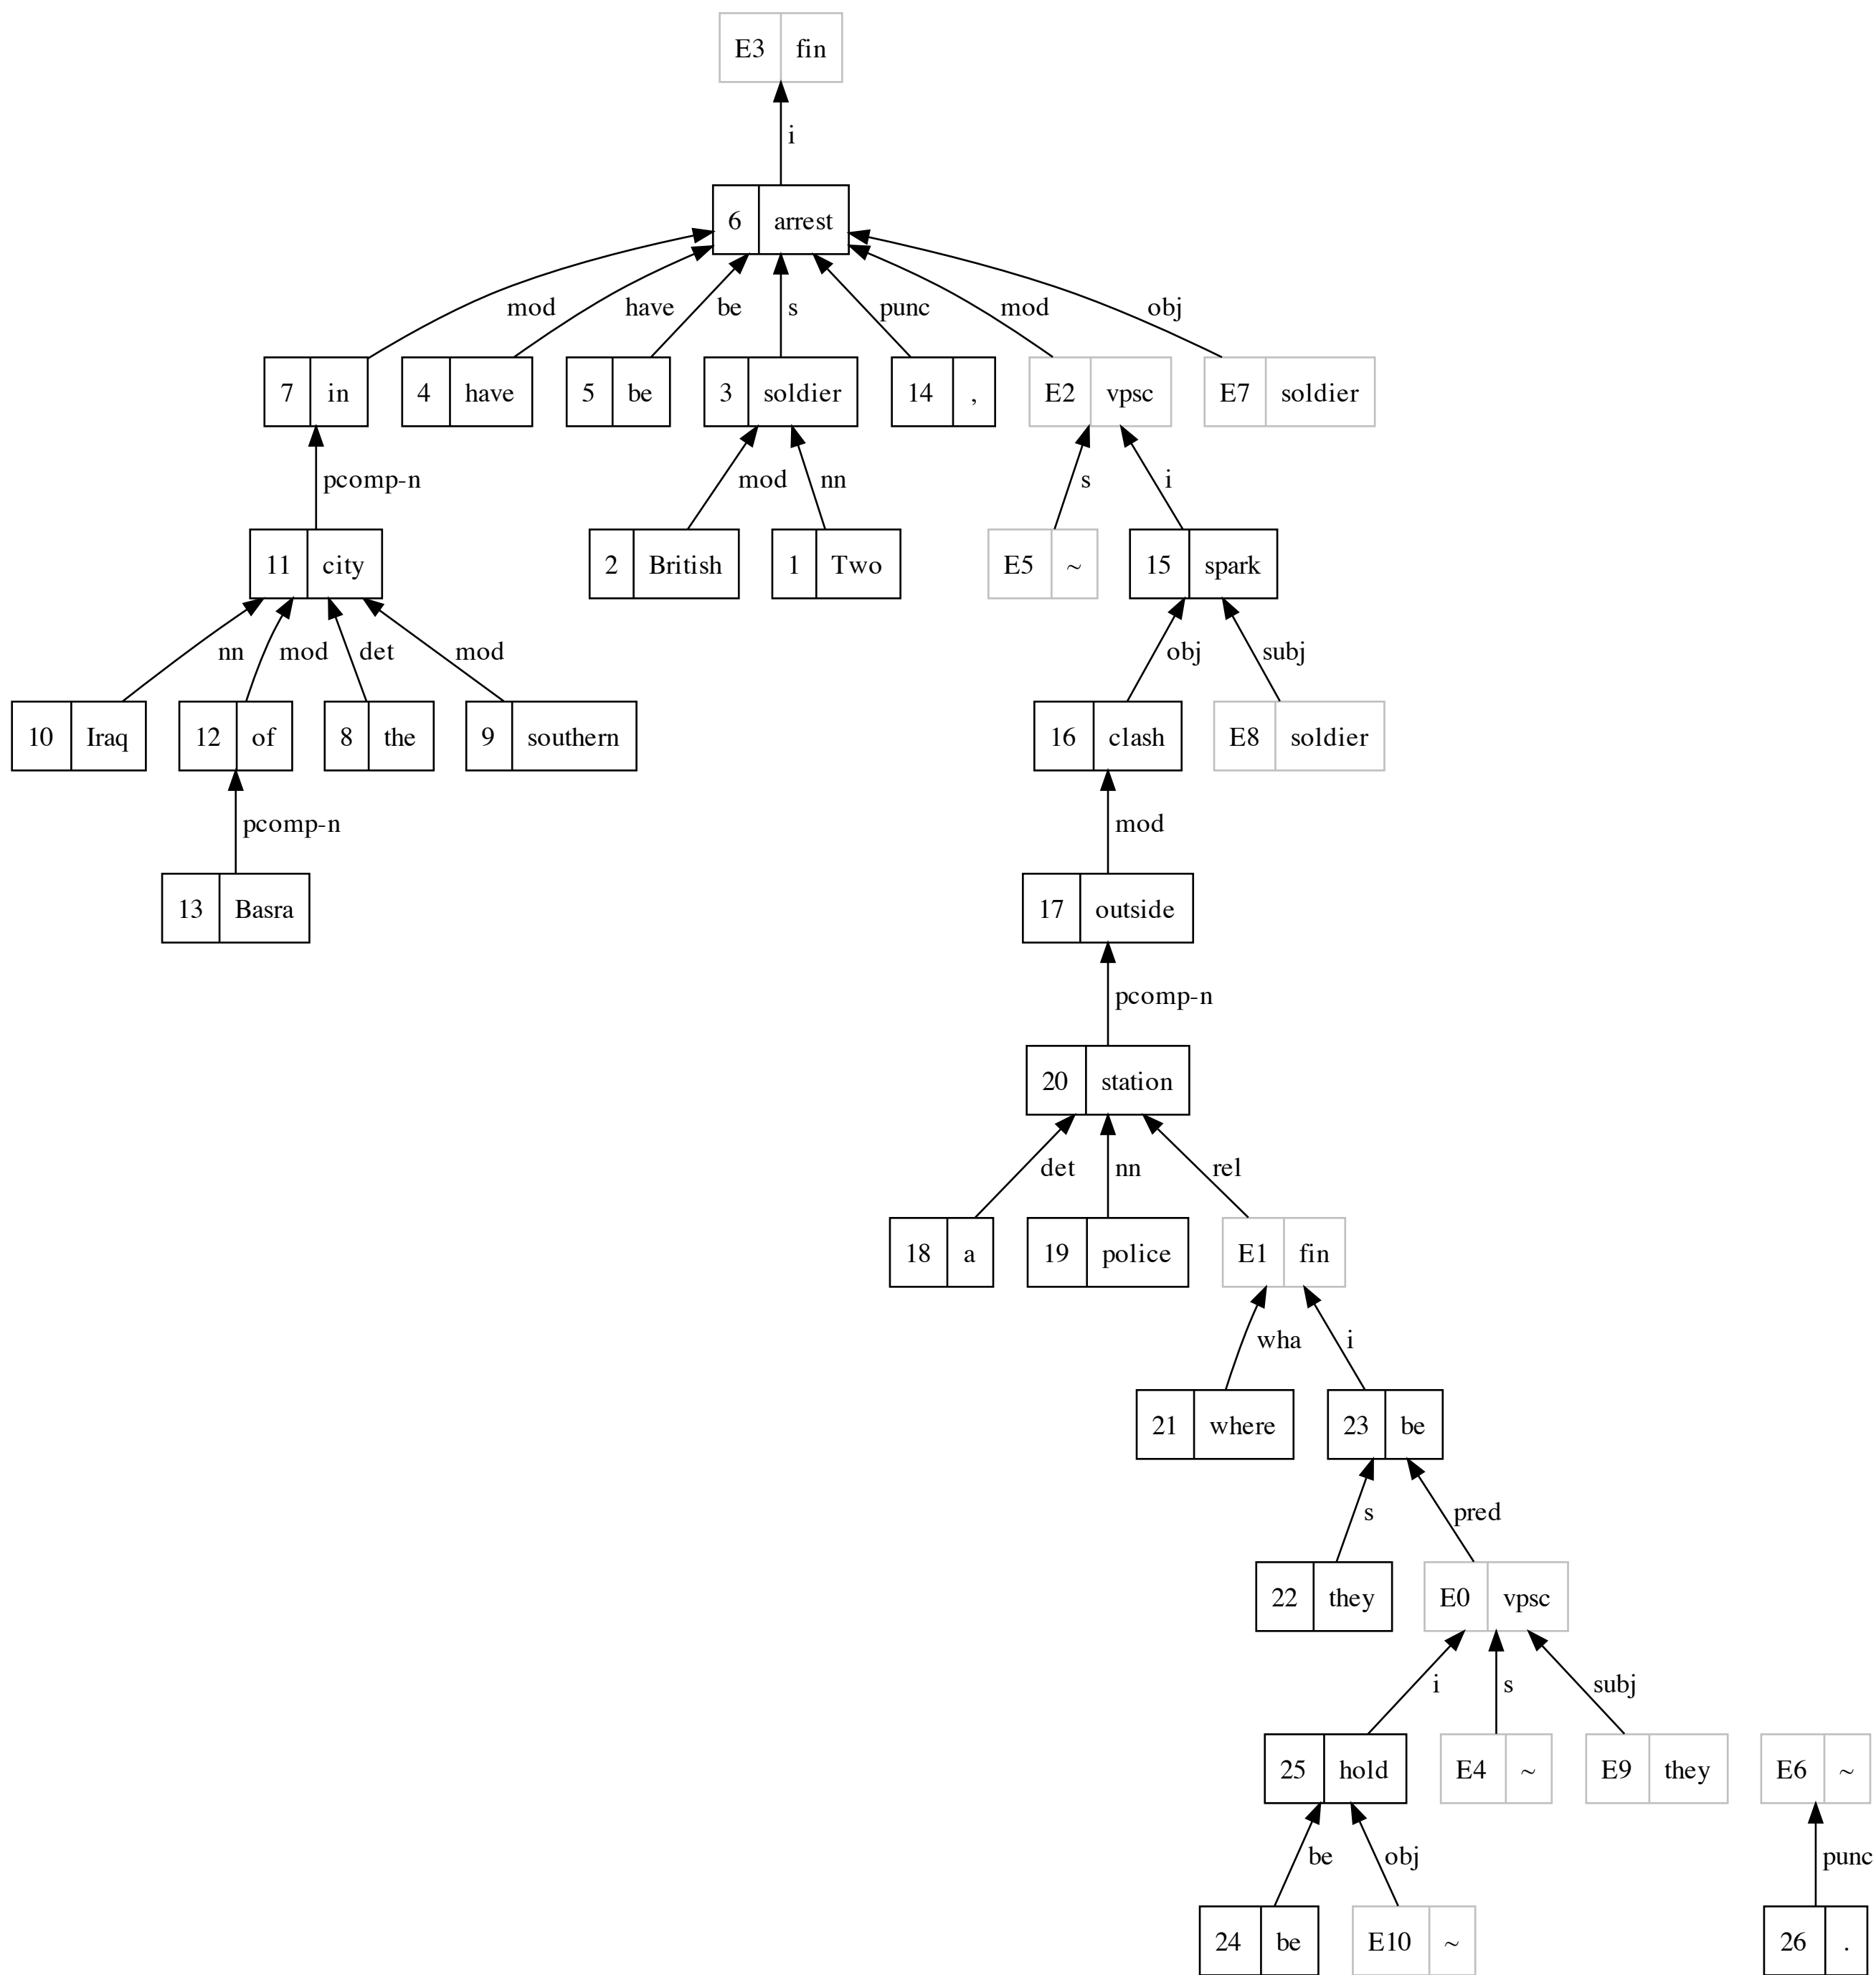 E3 fin
i
6 arrest
mod have be s punc mod obj
7 in 4 have 5 be 3 soldier 14 , E2 vpsc E7 soldier
pcomp-n mod nn s i
11 city 2 British 1 Two E5 ~ 15 spark
nn mod det mod obj subj
10 Iraq 12 of 8 the 9 southern 16 clash E8 soldier
pcomp-n mod
13 Basra 17 outside
pcomp-n
20 station
det nn rel
18 a 19 police E1 fin
wha i
21 where 23 be
s pred
22 they E0 vpsc
i s subj
25 hold E4 ~ E9 they E6 ~
be obj punc
24 be E10 ~ 26 .